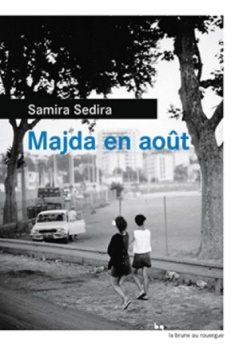 Samira Sedira
Majda en août
la brune au rouergue